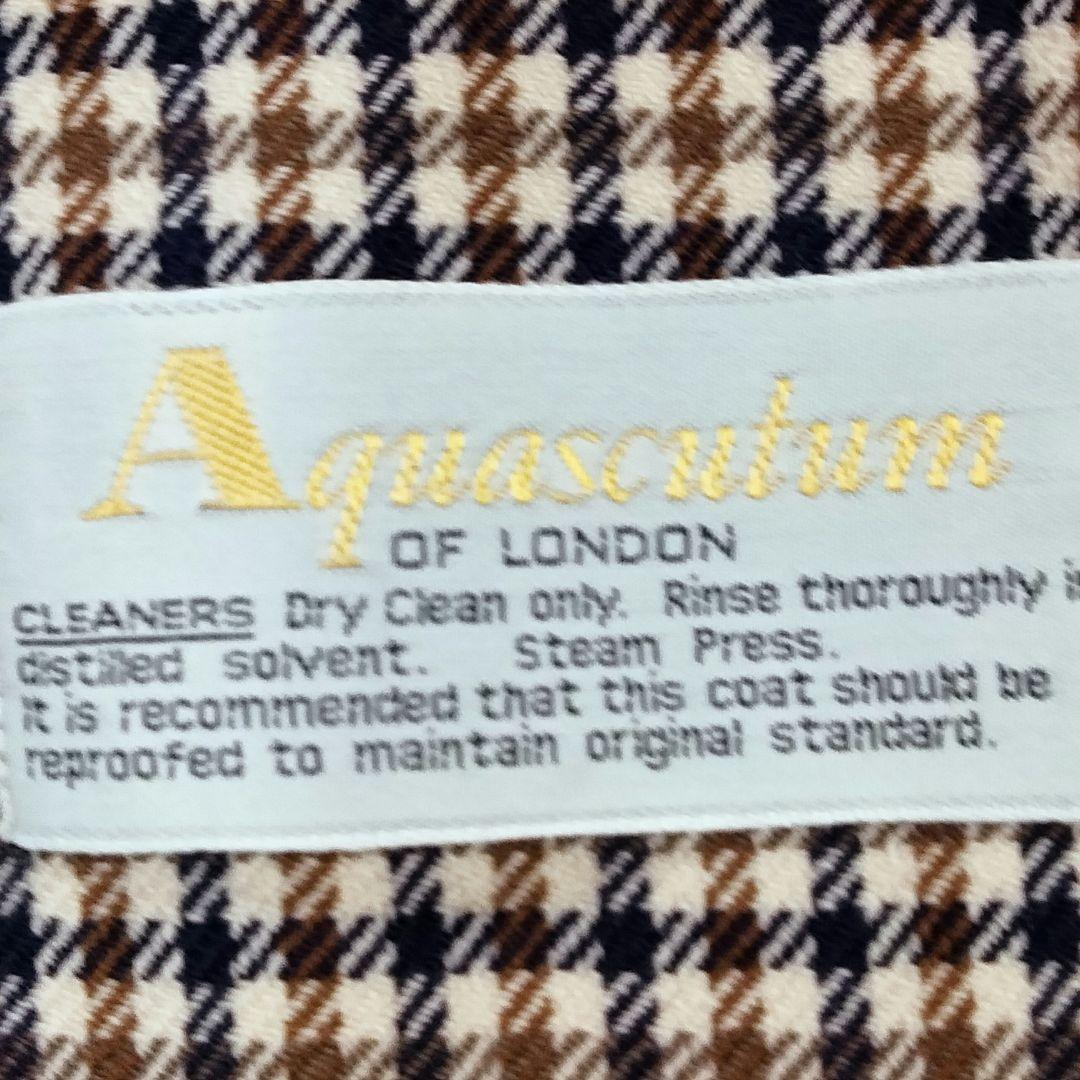 Aquascutum
OF LONDON
CLEANERS Dry Clean only. Rinse thoroughly
distilled solvent. Steam Press.
It is recommended that this coat should be
reproofed to maintain original standard.